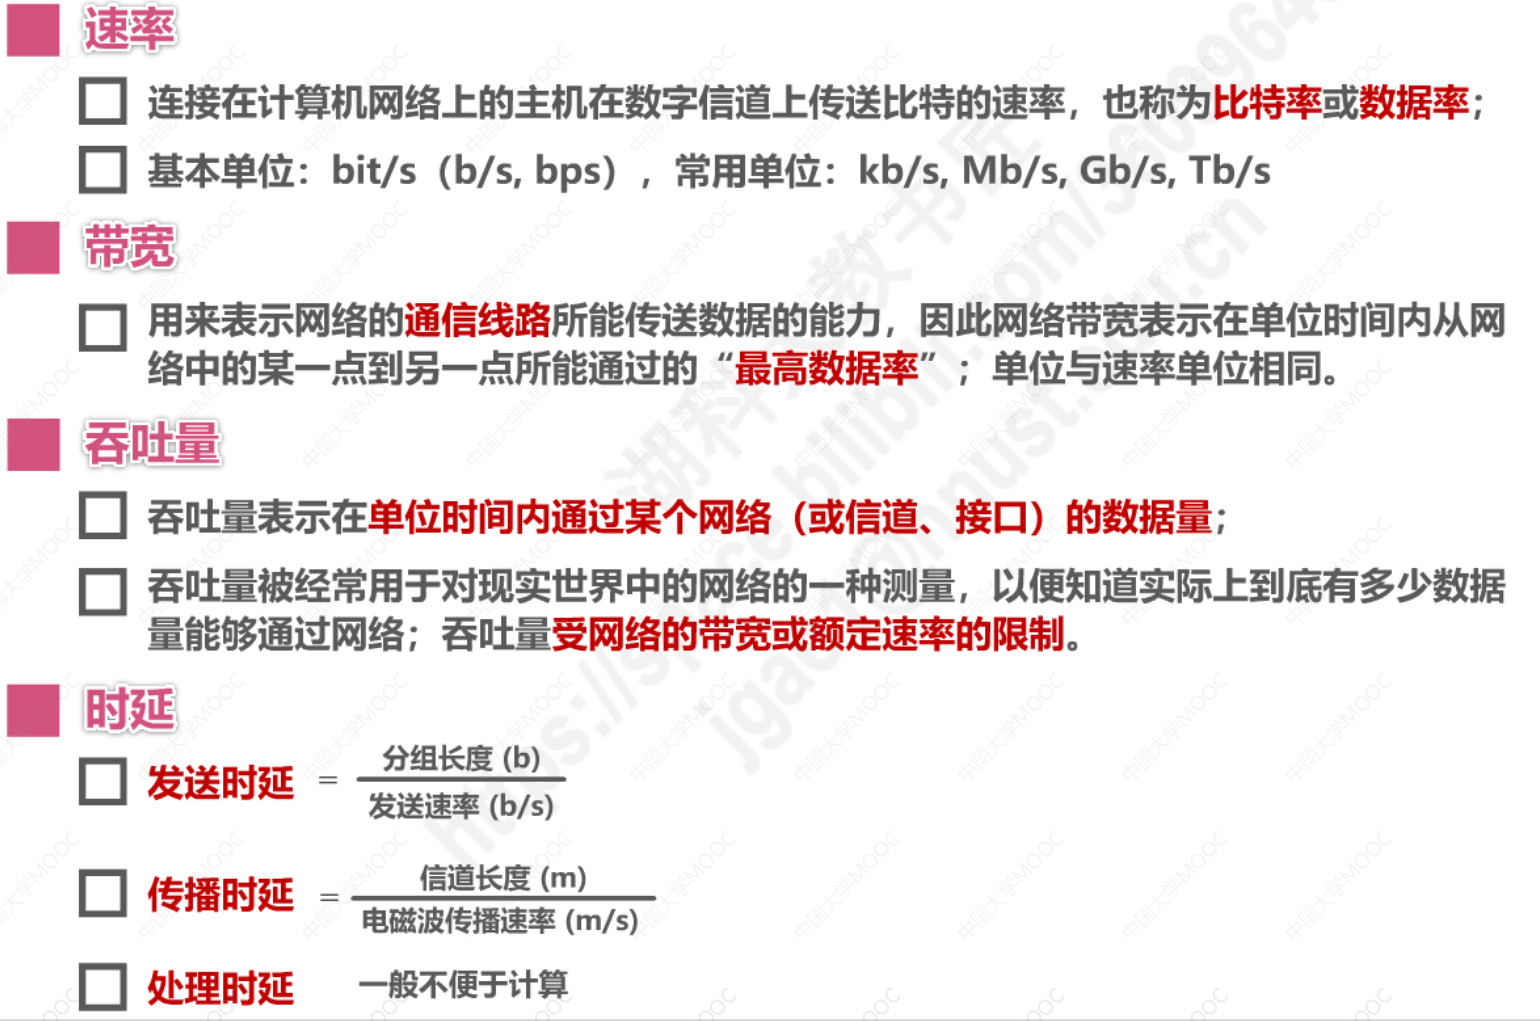 速率
连接在计算机网络上的主机在数字信道上传送比特的速率，也称为比特率或数据率；
基本单位：bit/s（b/s, bps），常用单位：kb/s, Mb/s, Gb/s, Tb/s
带宽
用来表示网络的通信线路所能传送数据的能力，因此网络带宽表示在单位时间内从网
络中的某一点到另一点所能通过的“最高数据率”；单位与速率单位相同。
吞吐量
吞吐量表示在单位时间内通过某个网络（或信道、接口）的数据量；
吞吐量被经常用于对现实世界中的网络的一种测量，以便知道实际上到底有多少数据
量能够通过网络；吞吐量受网络的带宽或额定速率的限制。
时延
发送时延 = 分组长度 (b)
发送速率 (b/s)
传播时延 = 信道长度 (m)
电磁波传播速率 (m/s)
处理时延 一般不便于计算
中国大学MOOC